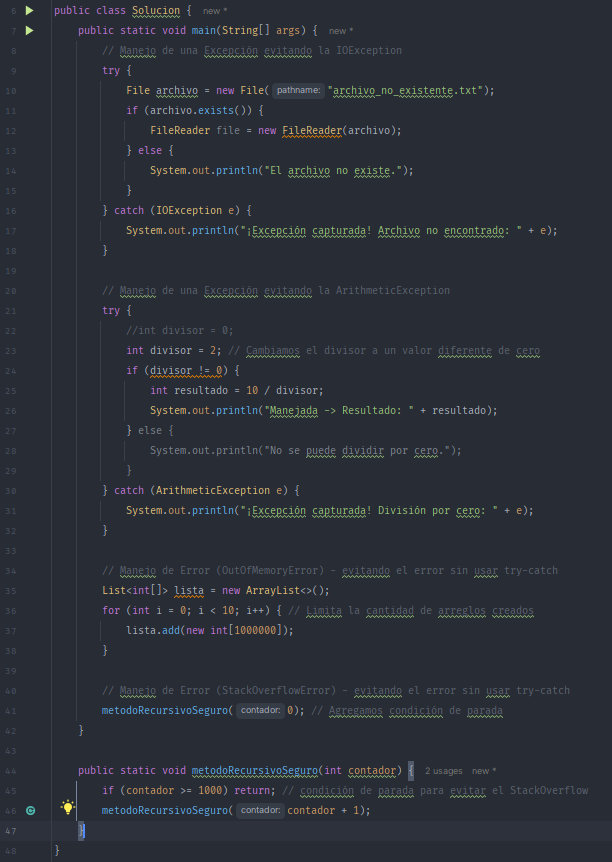 6 public class Solucion { new *
7 public static void main(String[] args) { new *
8 // Manejo de una Excepción evitando la IOException
9 try {
10 File archivo = new File( pathname: "archivo_no_existente.txt");
11 if (archivo.exists()) {
12 FileReader file = new FileReader(archivo);
13 } else {
14 System.out.println("El archivo no existe.");
15 }
16 } catch (IOException e) {
17 System.out.println("¡Excepción capturada! Archivo no encontrado: " + e);
18 }
19
20 // Manejo de una Excepción evitando la ArithmeticException
21 try {
22 //int divisor = 0;
23 int divisor = 2; // Cambiamos el divisor a un valor diferente de cero
24 if (divisor != 0) {
25 int resultado = 10 / divisor;
26 System.out.println("Manejada -> Resultado: " + resultado);
27 } else {
28 System.out.println("No se puede dividir por cero.");
29 }
30 } catch (ArithmeticException e) {
31 System.out.println("¡Excepción capturada! División por cero: " + e);
32 }
33
34 // Manejo de Error (OutOfMemoryError) - evitando el error sin usar try-catch
35 List<int[]> lista = new ArrayList<>();
36 for (int i = 0; i < 10; i++) { // Limita la cantidad de arreglos creados
37 lista.add(new int[1000000]);
38 }
39
40 // Manejo de Error (StackOverflowError) - evitando el error sin usar try-catch
41 metodoRecursivoSeguro( contador: 0); // Agregamos condición de parada
42 }
43
44 public static void metodoRecursivoSeguro(int contador) { 2 usages new *
45 if (contador >= 1000) return; // condición de parada para evitar el StackOverflow
46 metodoRecursivoSeguro( contador: contador + 1);
47 }
48 }